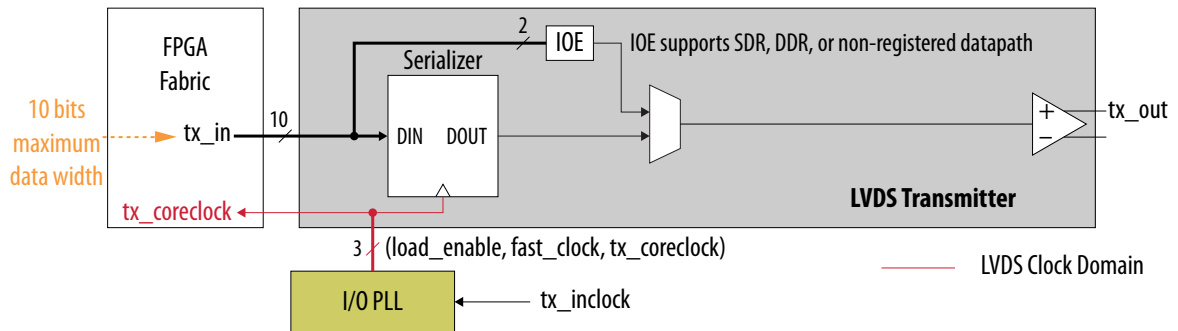 FPGA
Fabric
2
IOE
IOE supports SDR, DDR, or non-registered datapath
Serializer
10 bits
maximum
data width
tx_in
10
DIN
DOUT
+
−
tx_out
tx_coreclock
LVDS Transmitter
3
(load_enable, fast_clock, tx_coreclock)
I/O PLL
tx_inclock
LVDS Clock Domain